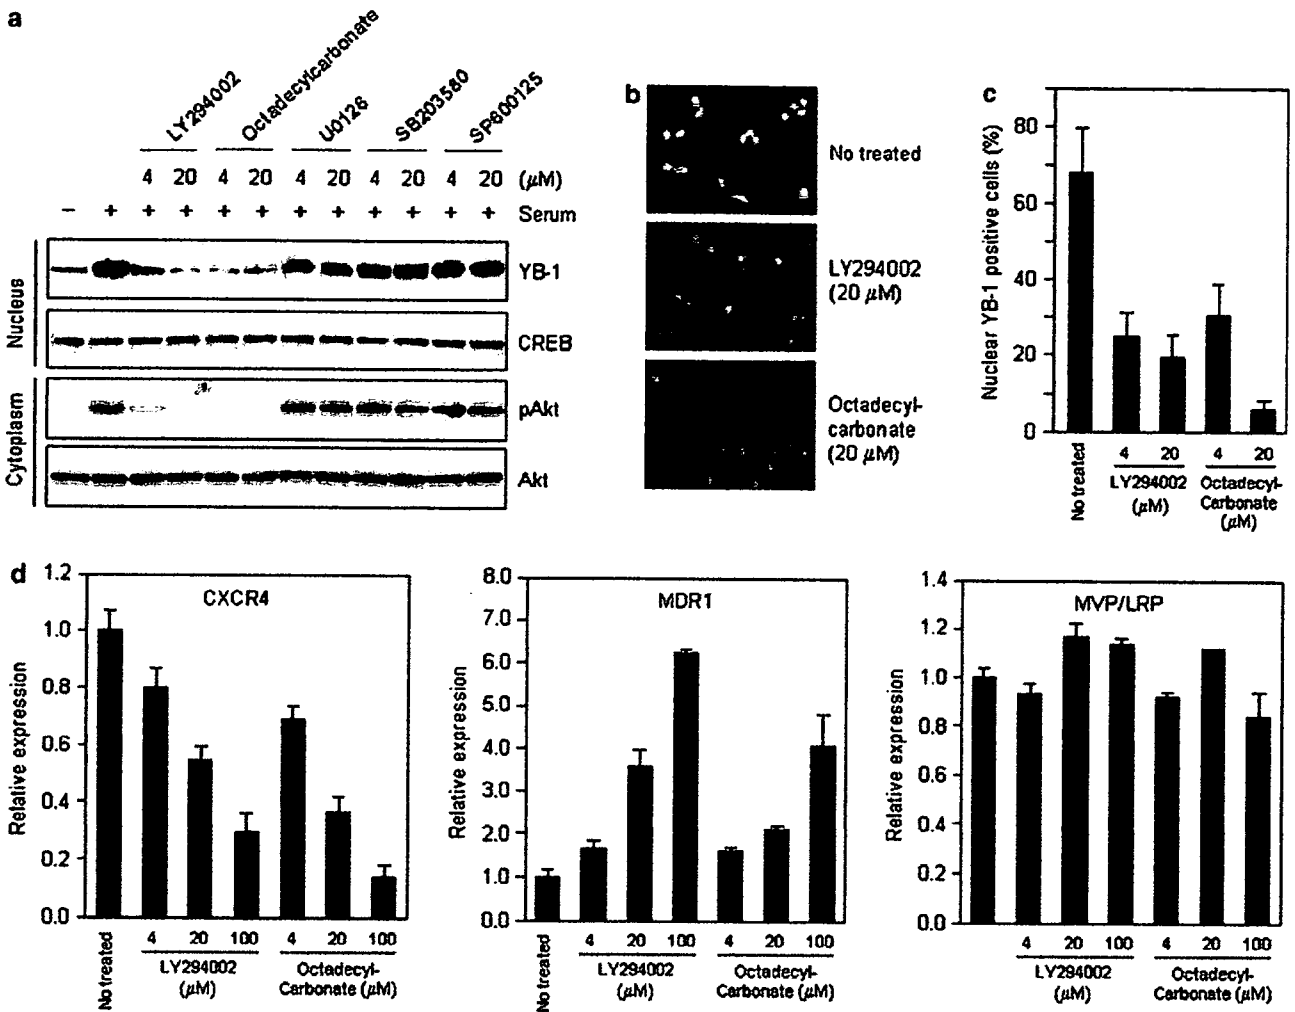 a
LY294002
Octadecylcarbonate
U0126
SB203580
SP600125
4 20 4 20 4 20 4 20 4 20 (μM)
– + + + + + + + + + + + Serum
Nucleus
YB-1
CREB
Cytoplasm
pAkt
Akt
b
No treated
LY294002
(20 μM)
Octadecyl-
carbonate
(20 μM)
c
Nuclear YB-1 positive cells (%)
80
60
40
20
0
No treated
4 20 4 20
LY294002
(μM)
Octadecyl-
Carbonate
(μM)
d
CXCR4
Relative expression
1.2
1.0
0.8
0.6
0.4
0.2
0.0
No treated
4 20 100 4 20 100
LY294002
(μM)
Octadecyl-
Carbonate (μM)
MDR1
Relative expression
8.0
7.0
6.0
4.0
3.0
2.0
1.0
0.0
No treated
4 20 100 4 20 100
LY294002
(μM)
Octadecyl-
Carbonate (μM)
MVP/LRP
Relative expression
1.4
1.2
1.0
0.8
0.6
0.4
0.2
0.0
4 20 100 4 20 100
LY294002
(μM)
Octadecyl-
Carbonate (μM)